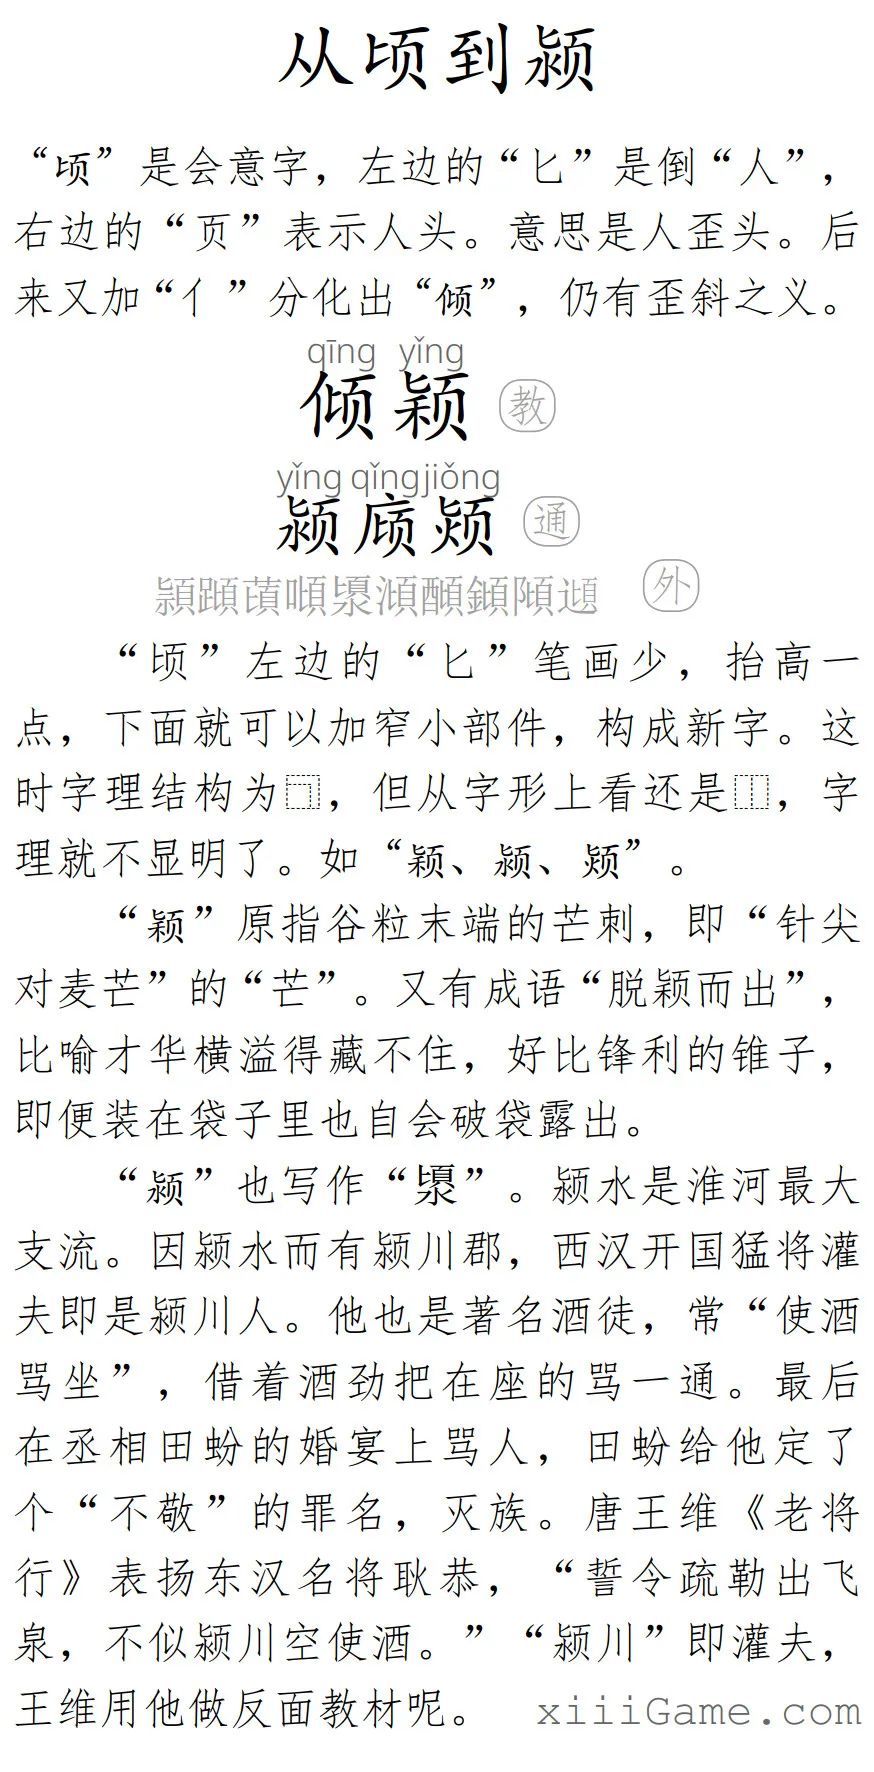 从顷到颍
“顷”是会意字，左边的“匕”是倒“人”，
右边的“页”表示人头。意思是人歪头。后
来又加“亻”分化出“倾”，仍有歪斜之义。
qīng yǐng
倾颖 教
yǐng qǐng jiǒng
颍庼颎 通
頴蹞藬㗗㯋澒醕鎮隤 外
“顷”左边的“匕”笔画少，抬高一
点，下面就可以加窄小部件，构成新字。这
时字理结构为⿹，但从字形上看还是⿰，字
理就不显明了。如“颖、颍、颎”。
“颖”原指谷粒末端的芒刺，即“针尖
对麦芒”的“芒”。又有成语“脱颖而出”，
比喻才华横溢得藏不住，好比锋利的锥子，
即便装在袋子里也自会破袋露出。
“颍”也写作“”。颍水是淮河最大
支流。因颍水而有颍川郡，西汉开国猛将灌
夫即是颍川人。他也是著名酒徒，常“使酒
骂坐”，借着酒劲把在座的骂一通。最后
在丞相田蚡的婚宴上骂人，田蚡给他定了
个“不敬”的罪名，灭族。唐王维《老将
行》表扬东汉名将耿恭，“誓令疏勒出飞
泉，不似颍川空使酒。”“颍川”即灌夫，
王维用他做反面教材呢。 xiiiGame.com